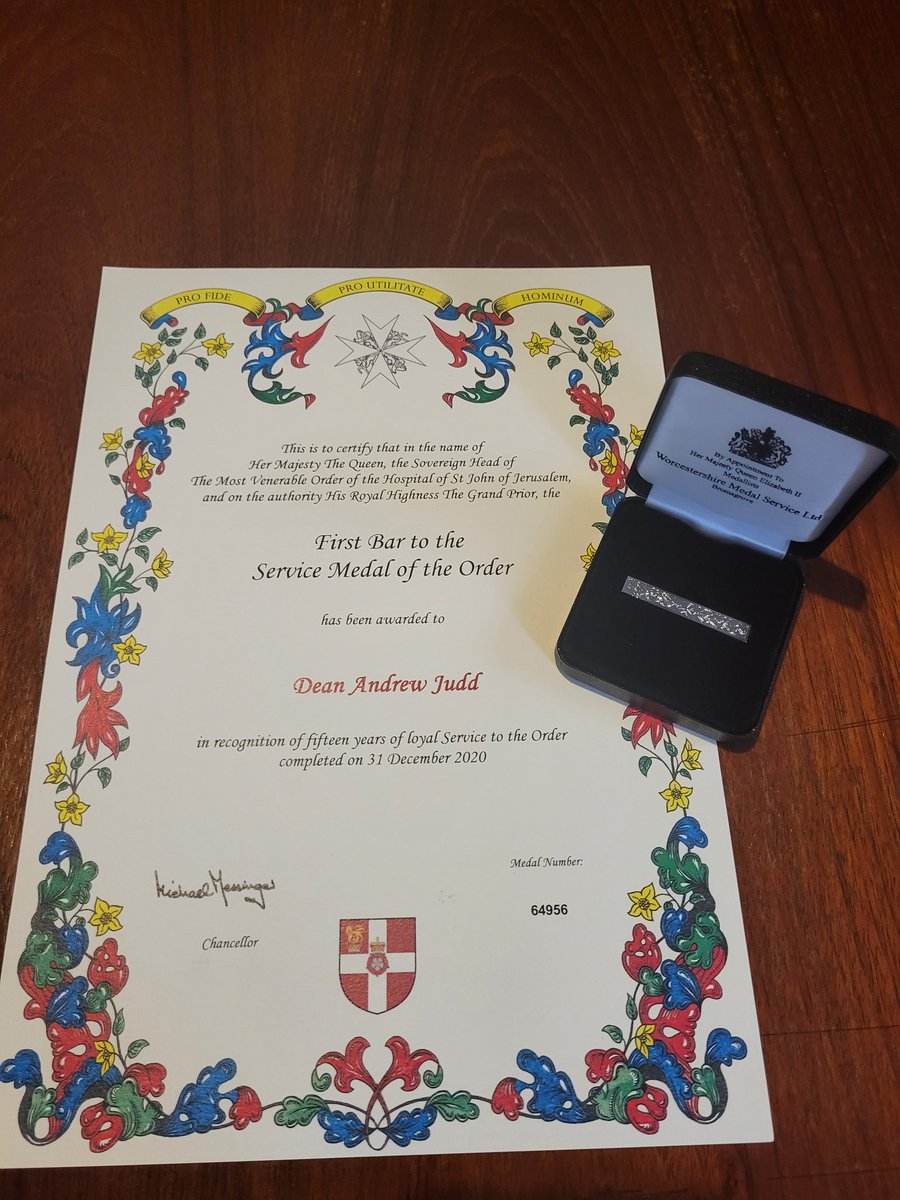 PRO FIDE
PRO UTILITATE
HOMINUM
This is to certify that in the name of
Her Majesty The Queen, the Sovereign Head of
The Most Venerable Order of the Hospital of St John of Jerusalem,
and on the authority His Royal Highness The Grand Prior, the
First Bar to the
Service Medal of the Order
has been awarded to
Dean Andrew Judd
in recognition of fifteen years of loyal Service to the Order
completed on 31 December 2020
Michael Messinger
Chancellor
Medal Number:
64956
By Appointment To
Her Majesty Queen Elizabeth II
Medallists
Worcestershire Medal Service Ltd
Bromsgrove